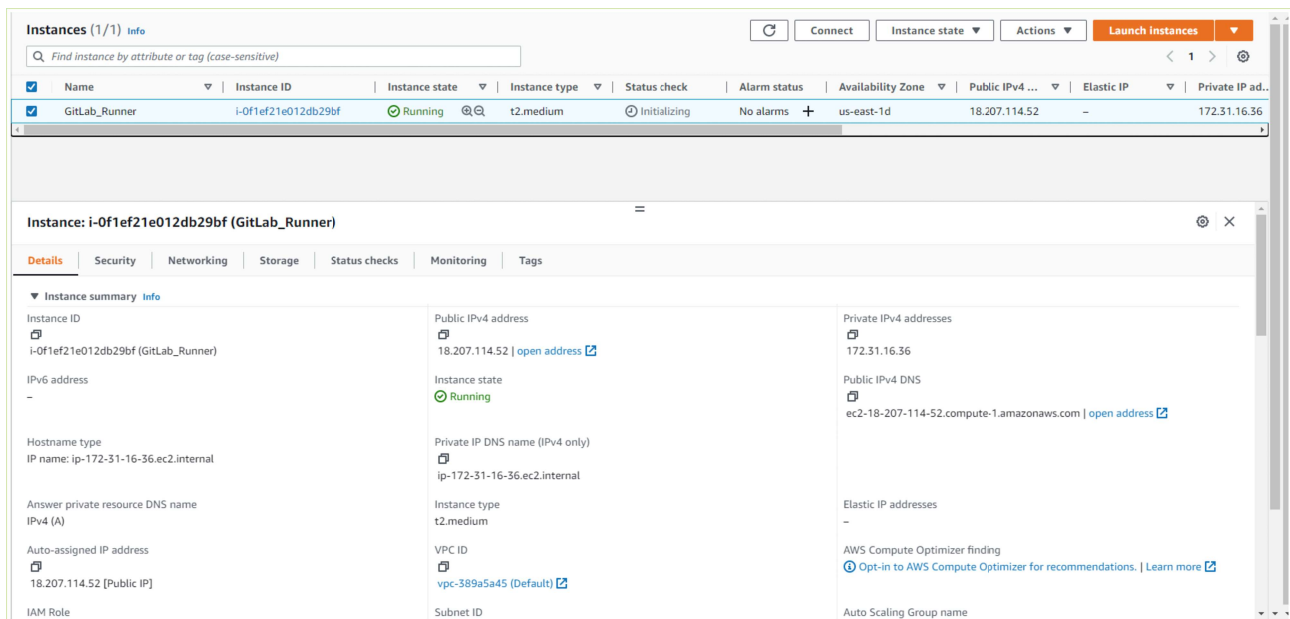 Instances (1/1) Info
Connect
Instance state
Actions
Launch instances
Find instance by attribute or tag (case-sensitive)
1
Name Instance ID Instance state Instance type Status check Alarm status Availability Zone Public IPv4 ... Elastic IP Private IP ad..
GitLab_Runner i-0f1ef21e012db29bf Running t2.medium Initializing No alarms + us-east-1d 18.207.114.52 – 172.31.16.36
Instance: i-0f1ef21e012db29bf (GitLab_Runner)
Details Security Networking Storage Status checks Monitoring Tags
Instance summary Info
Instance ID Public IPv4 address Private IPv4 addresses
i-0f1ef21e012db29bf (GitLab_Runner) 18.207.114.52 | open address 172.31.16.36
IPv6 address Instance state Public IPv4 DNS
– Running
ec2-18-207-114-52.compute-1.amazonaws.com | open address
Hostname type Private IP DNS name (IPv4 only)
IP name: ip-172-31-16-36.ec2.internal
ip-172-31-16-36.ec2.internal
Answer private resource DNS name Instance type Elastic IP addresses
IPv4 (A) t2.medium –
Auto-assigned IP address VPC ID AWS Compute Optimizer finding
Opt-in to AWS Compute Optimizer for recommendations. | Learn more
18.207.114.52 [Public IP] vpc-389a5a45 (Default)
IAM Role Subnet ID Auto Scaling Group name